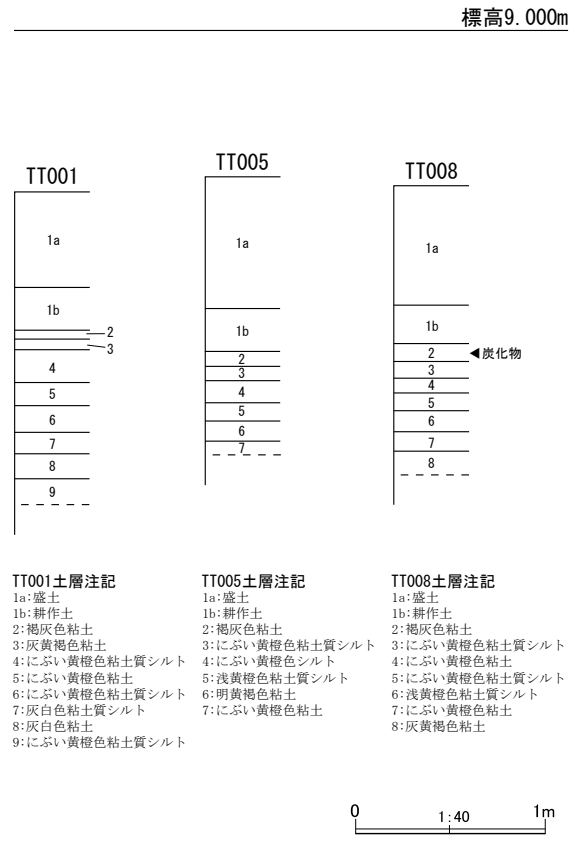 標高9.000m
TT001
1a
1b
2
3
4
5
6
7
8
9
TT005
1a
1b
2
3
4
5
6
7
TT008
1a
1b
2
◀炭化物
3
4
5
6
7
8
TT001土層注記
1a:盛土
1b:耕作土
2:褐灰色粘土
3:灰黄褐色粘土
4:にぶい黄橙色粘土質シルト
5:にぶい黄橙色粘土
6:にぶい黄橙色粘土質シルト
7:灰白色粘土質シルト
8:灰白色粘土
9:にぶい黄橙色粘土質シルト
TT005土層注記
1a:盛土
1b:耕作土
2:褐灰色粘土
3:にぶい黄橙色粘土質シルト
4:にぶい黄橙色シルト
5:浅黄橙色粘土質シルト
6:明黄褐色粘土
7:にぶい黄橙色粘土
TT008土層注記
1a:盛土
1b:耕作土
2:褐灰色粘土
3:にぶい黄橙色粘土質シルト
4:にぶい黄橙色粘土
5:にぶい黄橙色粘土質シルト
6:浅黄橙色粘土質シルト
7:にぶい黄橙色粘土
8:灰黄褐色粘土
0 1:40 1m